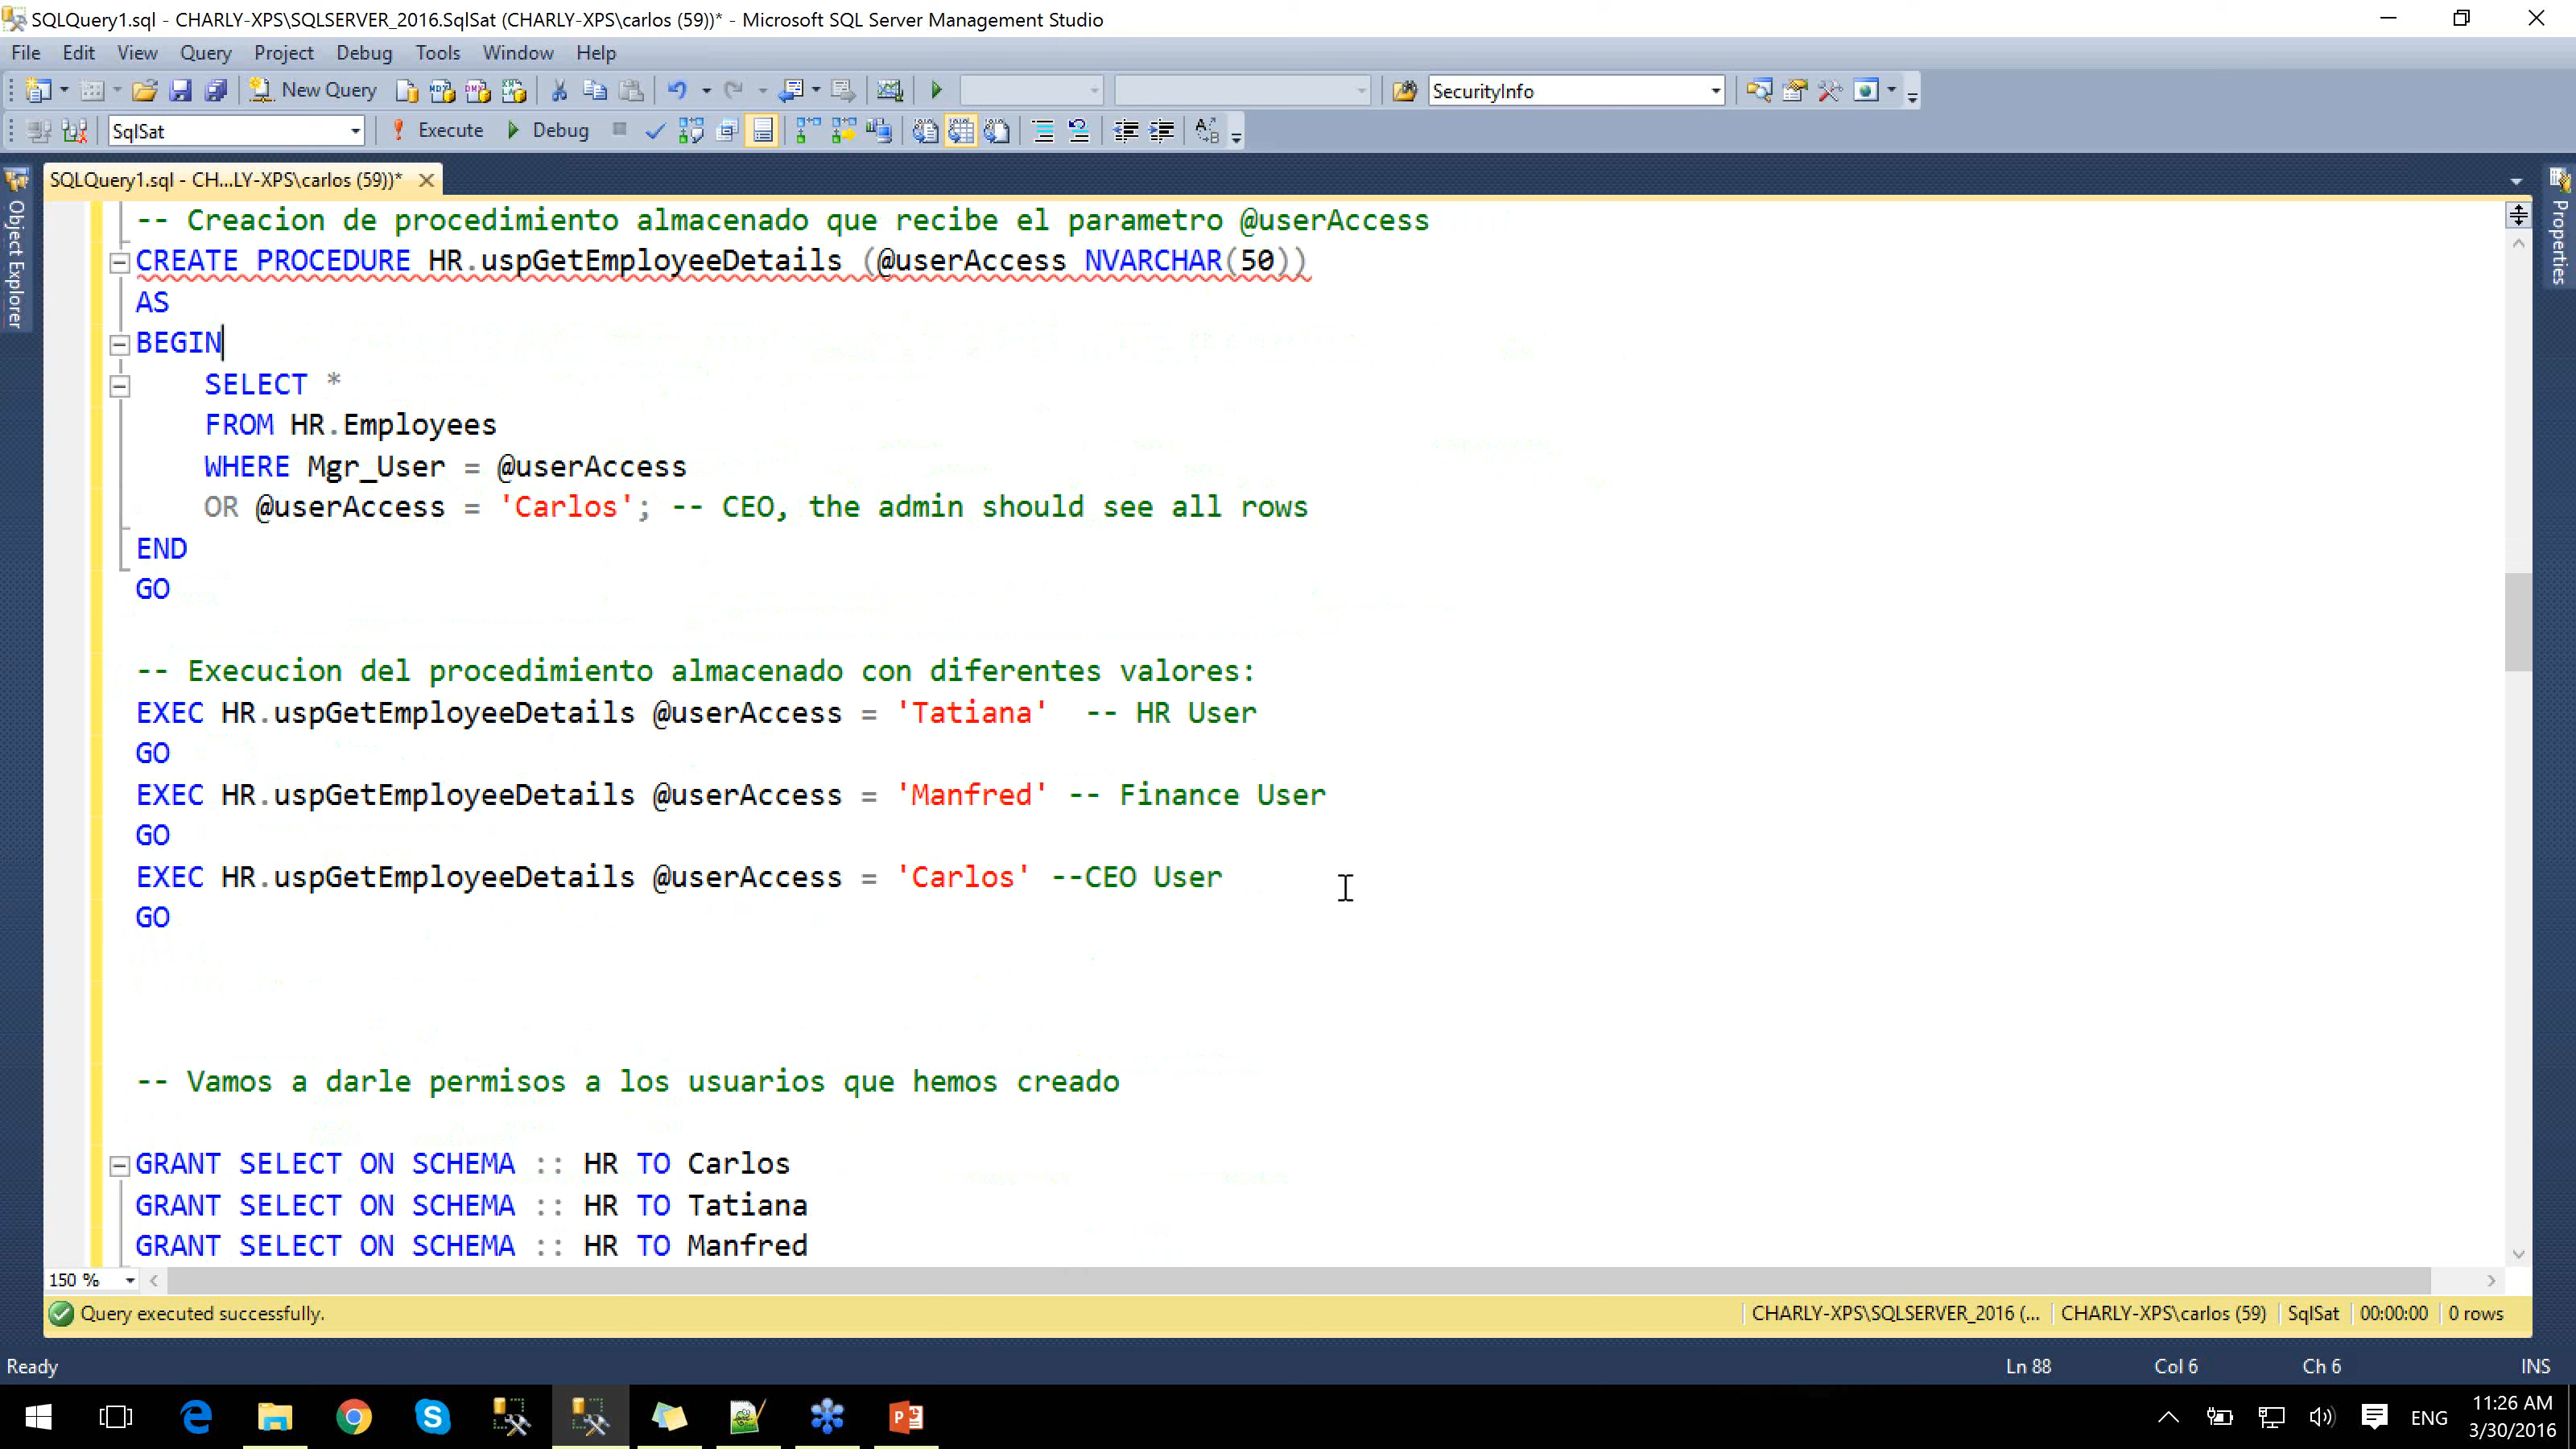 SQLQuery1.sql - CHARLY-XPS\SQLSERVER_2016.SqlSat (CHARLY-XPS\carlos (59))* - Microsoft SQL Server Management Studio
File Edit View Query Project Debug Tools Window Help
New Query SecurityInfo
SqlSat Execute Debug
SQLQuery1.sql - CH...LY-XPS\carlos (59))*
Object Explorer
Properties
-- Creacion de procedimiento almacenado que recibe el parametro @userAccess
CREATE PROCEDURE HR.uspGetEmployeeDetails (@userAccess NVARCHAR(50))
AS
BEGIN
SELECT *
FROM HR.Employees
WHERE Mgr_User = @userAccess
OR @userAccess = 'Carlos'; -- CEO, the admin should see all rows
END
GO
-- Execucion del procedimiento almacenado con diferentes valores:
EXEC HR.uspGetEmployeeDetails @userAccess = 'Tatiana' -- HR User
GO
EXEC HR.uspGetEmployeeDetails @userAccess = 'Manfred' -- Finance User
GO
EXEC HR.uspGetEmployeeDetails @userAccess = 'Carlos' --CEO User
GO
-- Vamos a darle permisos a los usuarios que hemos creado
GRANT SELECT ON SCHEMA :: HR TO Carlos
GRANT SELECT ON SCHEMA :: HR TO Tatiana
GRANT SELECT ON SCHEMA :: HR TO Manfred
150 %
Query executed successfully. CHARLY-XPS\SQLSERVER_2016 (... CHARLY-XPS\carlos (59) SqlSat 00:00:00 0 rows
Ready Ln 88 Col 6 Ch 6 INS
ENG 11:26 AM
3/30/2016